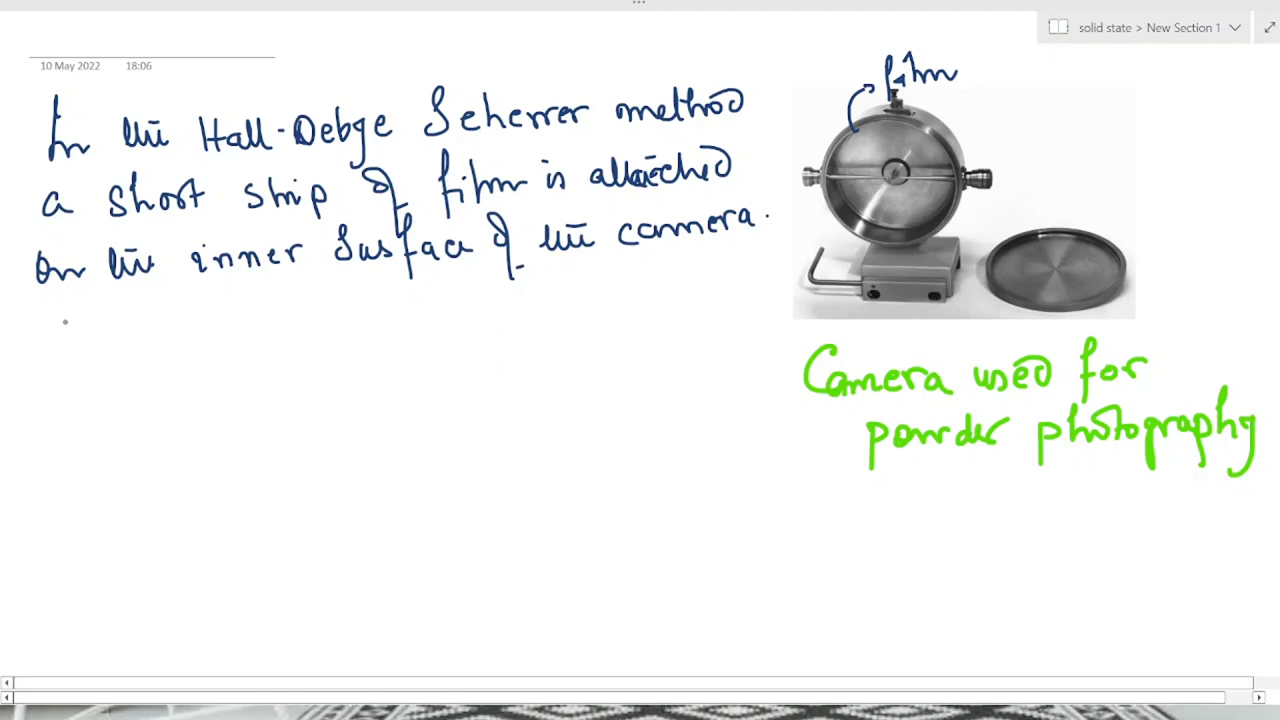 solid state > New Section 1
10 May 2022 18:06
film
In the Hall-Debye Scherrer method
a short strip of film is attached
on the inner surface of the camera.
Camera used for
powder photography